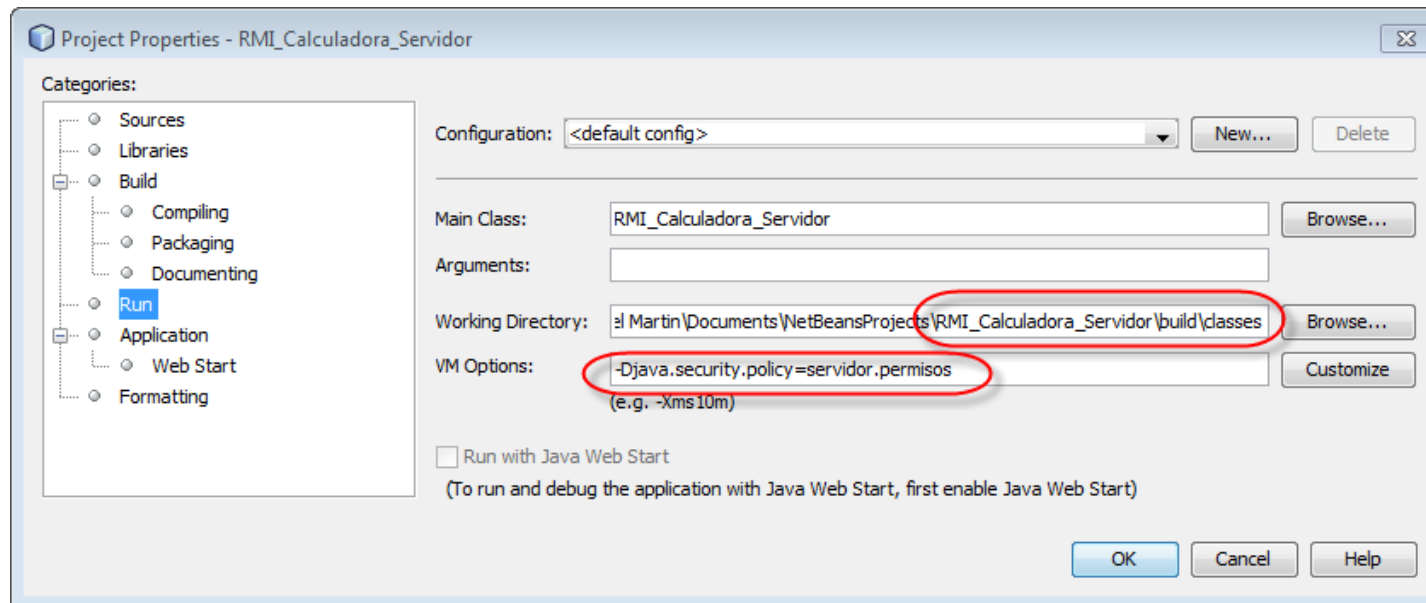 Project Properties - RMI_Calculadora_Servidor
Categories:
Sources
Libraries
Build
Compiling
Packaging
Documenting
Run
Application
Web Start
Formatting
Configuration: <default config> New... Delete
Main Class: RMI_Calculadora_Servidor Browse...
Arguments:
Working Directory: el Martin\Documents\NetBeansProjects\RMI_Calculadora_Servidor\build\classes Browse...
VM Options: -Djava.security.policy=servidor.permisos Customize
(e.g. -Xms10m)
Run with Java Web Start
(To run and debug the application with Java Web Start, first enable Java Web Start)
OK Cancel Help